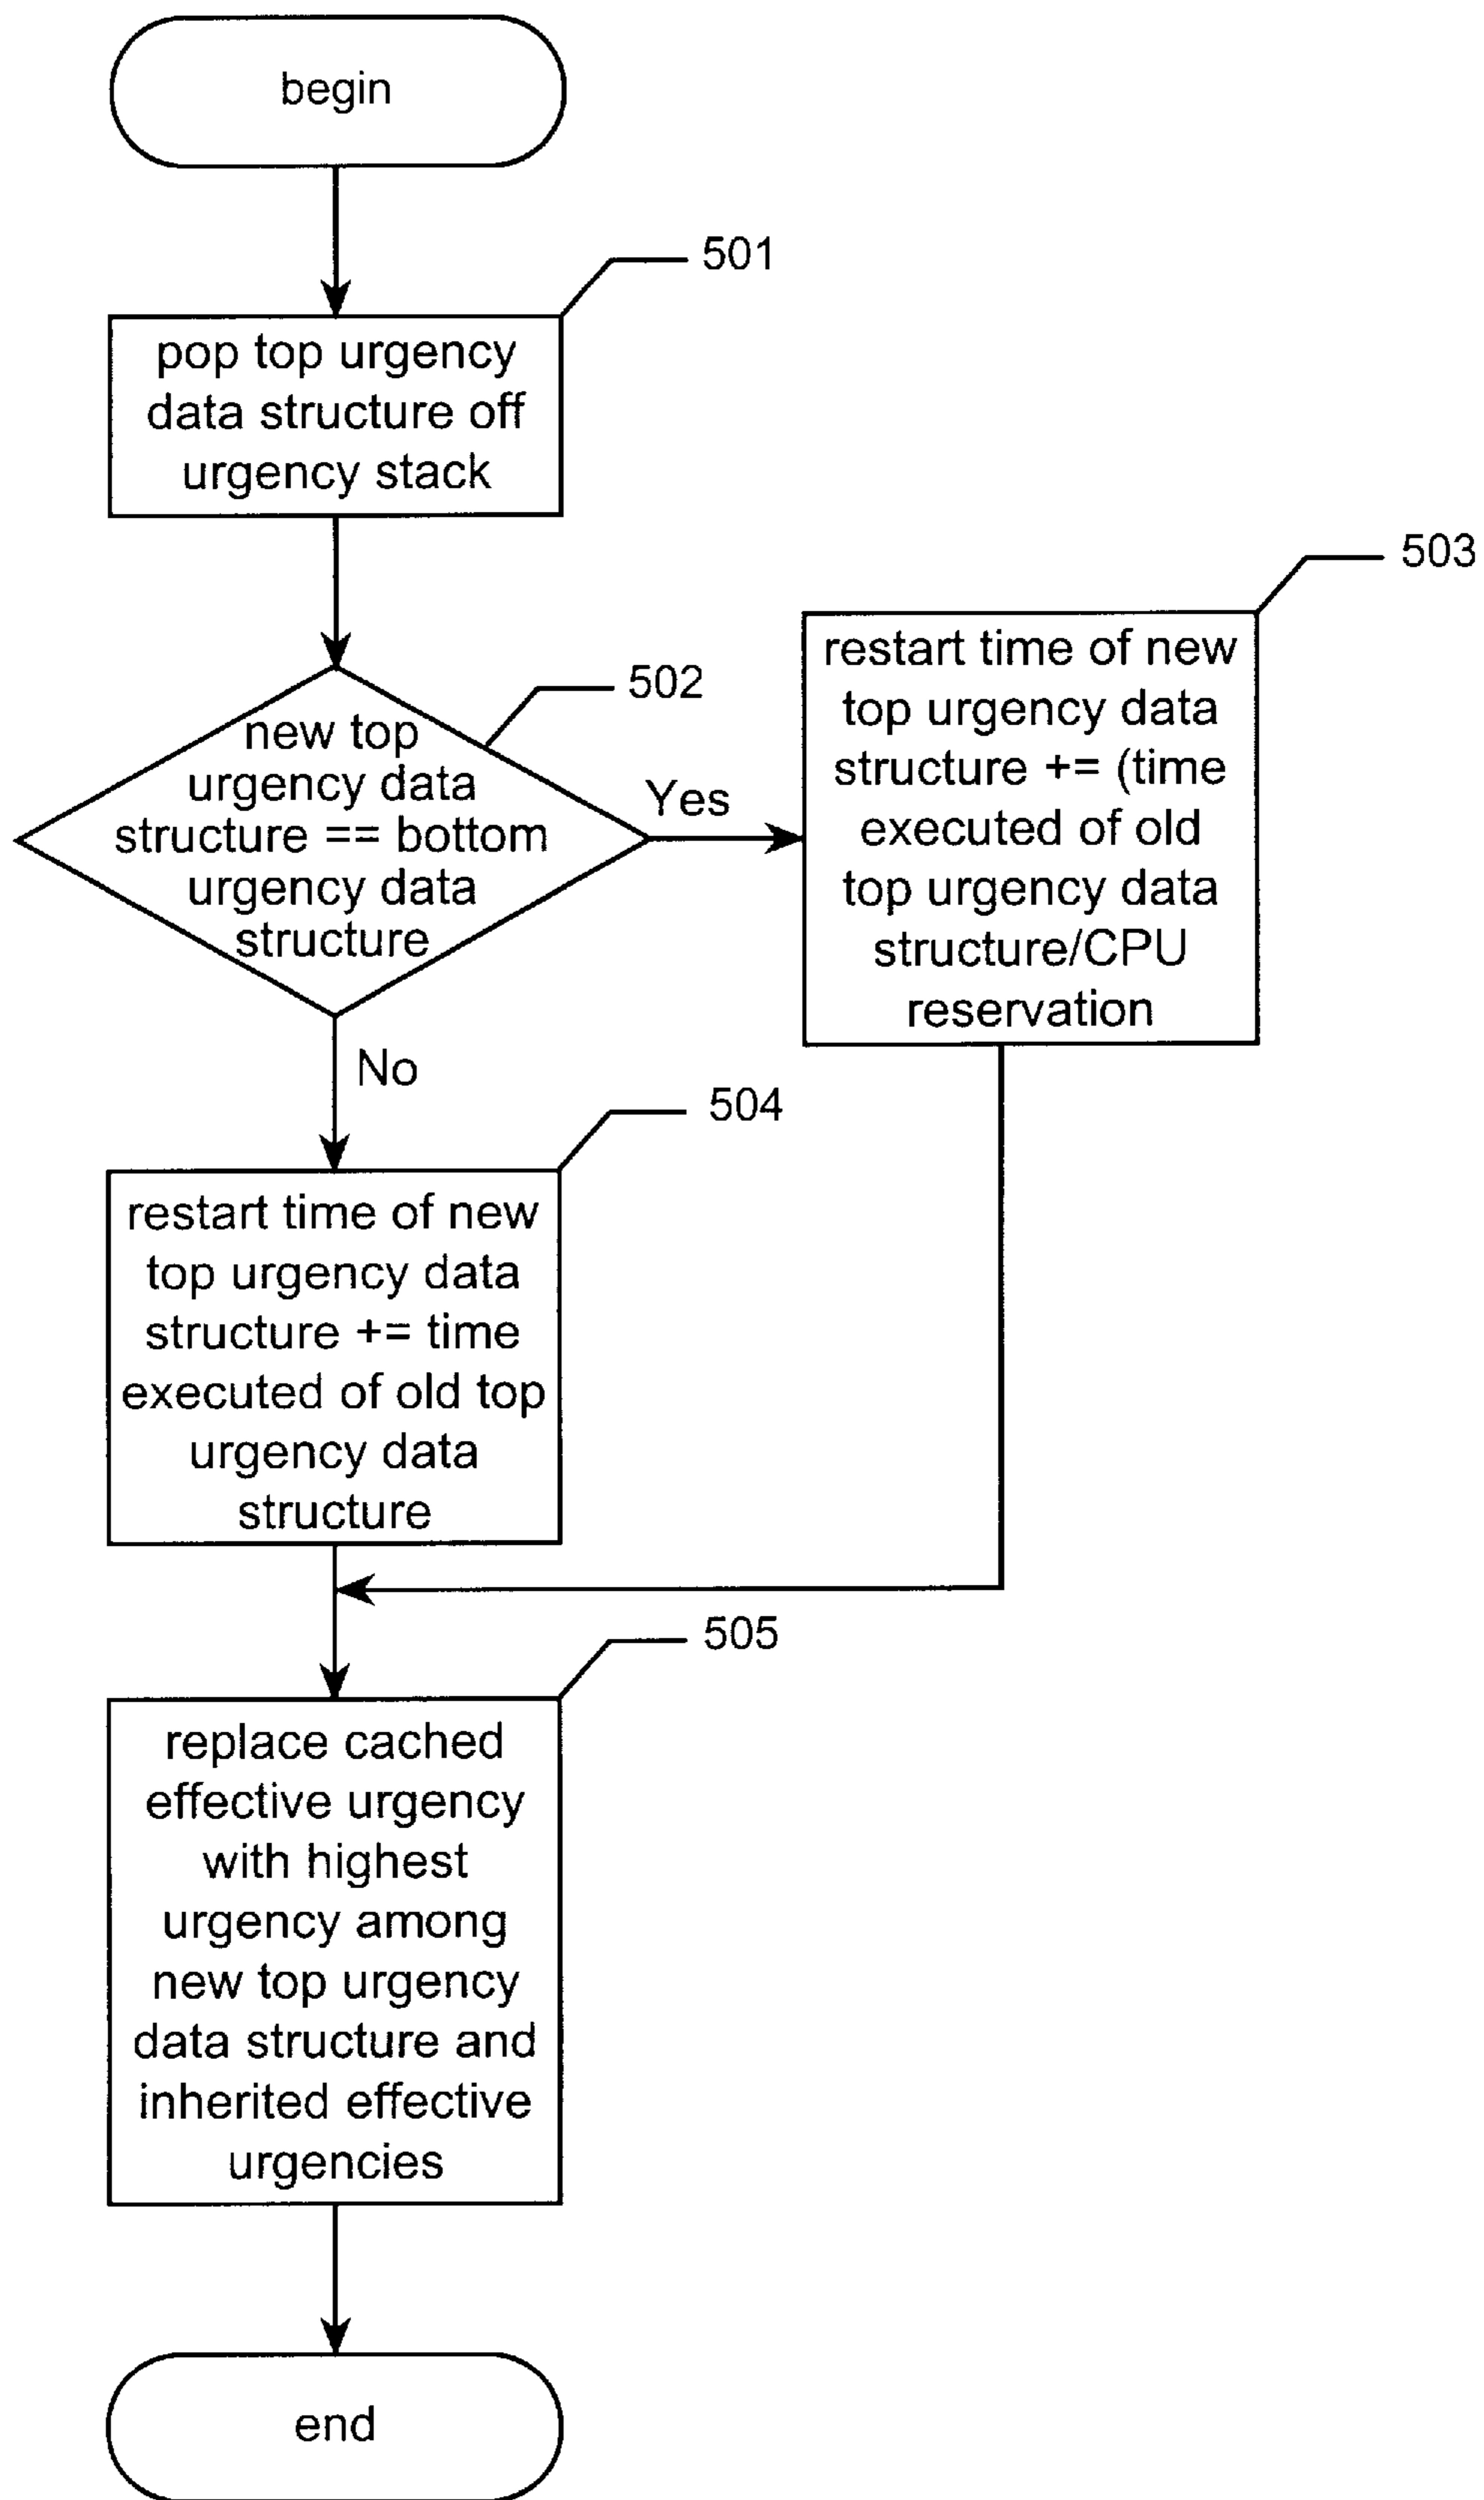 begin
501
pop top urgency
data structure off
urgency stack
502
new top
urgency data
structure == bottom
urgency data
structure
Yes
503
restart time of new
top urgency data
structure += (time
executed of old
top urgency data
structure/CPU
reservation
No
504
restart time of new
top urgency data
structure += time
executed of old top
urgency data
structure
505
replace cached
effective urgency
with highest
urgency among
new top urgency
data structure and
inherited effective
urgencies
end